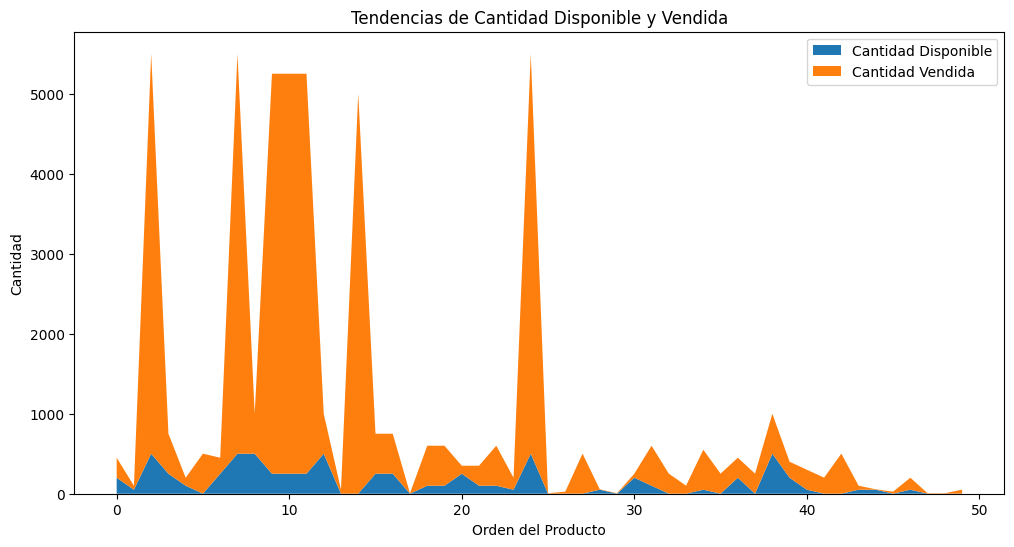 Tendencias de Cantidad Disponible y Vendida
Cantidad Disponible
Cantidad Vendida
Cantidad
5000
4000
3000
2000
1000
0
0 10 20 30 40 50
Orden del Producto